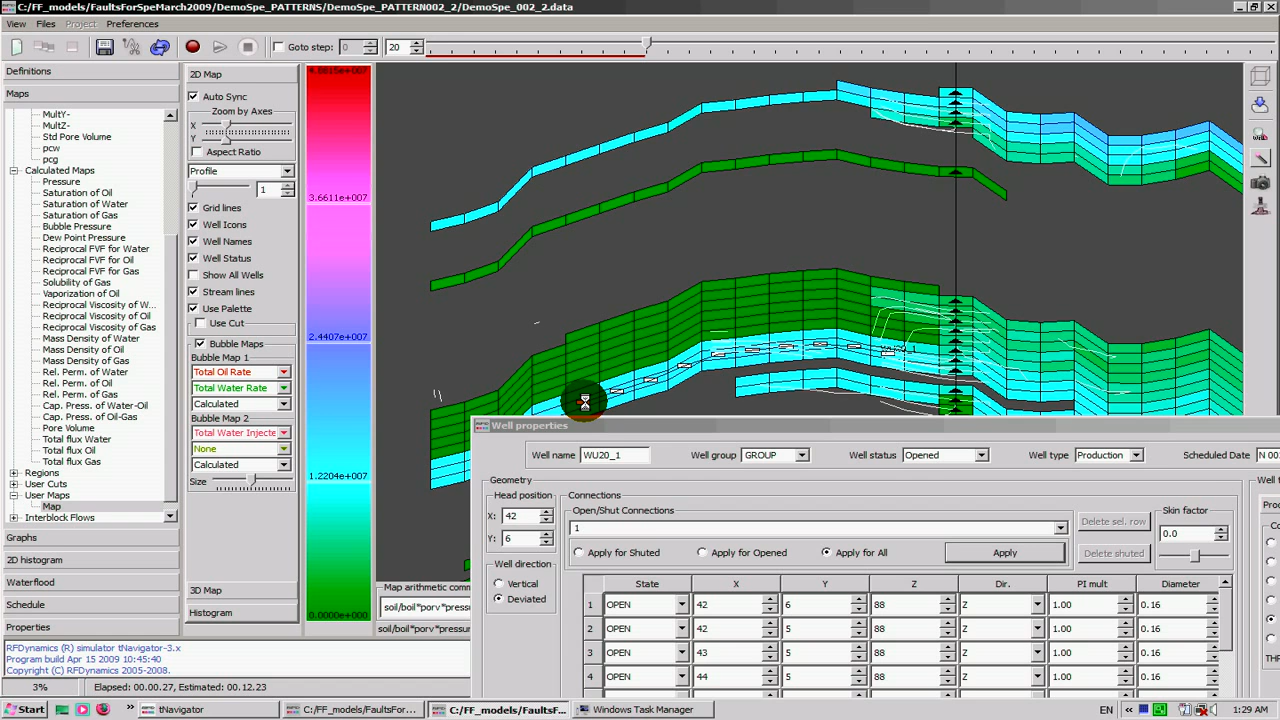 C:/FF_models/FaultsForSpeMarch2009/DemoSpe_PATTERNS/DemoSpe_PATTERN002_2/DemoSpe_002_2.data
View Files Project Preferences
Goto step: 0 20
Definitions
Maps
MultY-
MultZ-
Std Pore Volume
pcw
pcg
Calculated Maps
Pressure
Saturation of Oil
Saturation of Water
Saturation of Gas
Bubble Pressure
Dew Point Pressure
Reciprocal FVF for Water
Reciprocal FVF for Oil
Reciprocal FVF for Gas
Solubility of Gas
Vaporization of Oil
Reciprocal Viscosity of W...
Reciprocal Viscosity of Oil
Reciprocal Viscosity of Gas
Mass Density of Water
Mass Density of Oil
Mass Density of Gas
Rel. Perm. of Water
Rel. Perm. of Oil
Rel. Perm. of Gas
Cap. Press. of Water-Oil
Cap. Press. of Oil-Gas
Pore Volume
Total flux Water
Total flux Oil
Total flux Gas
Regions
User Cuts
User Maps
Map
Interblock Flows
Graphs
2D histogram
Waterflood
Schedule
Properties
2D Map
Auto Sync
Zoom by Axes
X
Y
Aspect Ratio
Profile
1
Grid lines
Well Icons
Well Names
Well Status
Show All Wells
Stream lines
Use Palette
Use Cut
Bubble Maps
Bubble Map 1
Total Oil Rate
Total Water Rate
Calculated
Bubble Map 2
Total Water Injecte
None
Calculated
Size
3D Map
Histogram
4.8815e+007
3.6611e+007
2.4407e+007
1.2204e+007
0.0000e+000
Map arithmetic comm
soil/boil*porv*pressure
soil/boil*porv*pressure
Well properties
Well name WU20_1 Well group GROUP Well status Opened Well type Production Scheduled Date N 00
Geometry
Head position
X: 42
Y: 6
Well direction
Vertical
Deviated
Connections
Open/Shut Connections
1
Apply for Shuted Apply for Opened Apply for All Apply
Delete sel. row
Delete shuted
Skin factor
0.0
Well t
State X Y Z Dir. PI mult Diameter
1 OPEN 42 6 88 Z 1.00 0.16
2 OPEN 42 5 88 Z 1.00 0.16
3 OPEN 43 5 88 Z 1.00 0.16
4 OPEN 44 5 88 Z 1.00 0.16
RFDynamics (R) simulator tNavigator-3.x
Program build Apr 15 2009 10:45:40
Copyright (C) RFDynamics 2005-2008.
3% Elapsed: 00.00.27, Estimated: 00.12.23
Start tNavigator C:/FF_models/FaultsFor... C:/FF_models/FaultsF... Windows Task Manager EN 1:29 AM